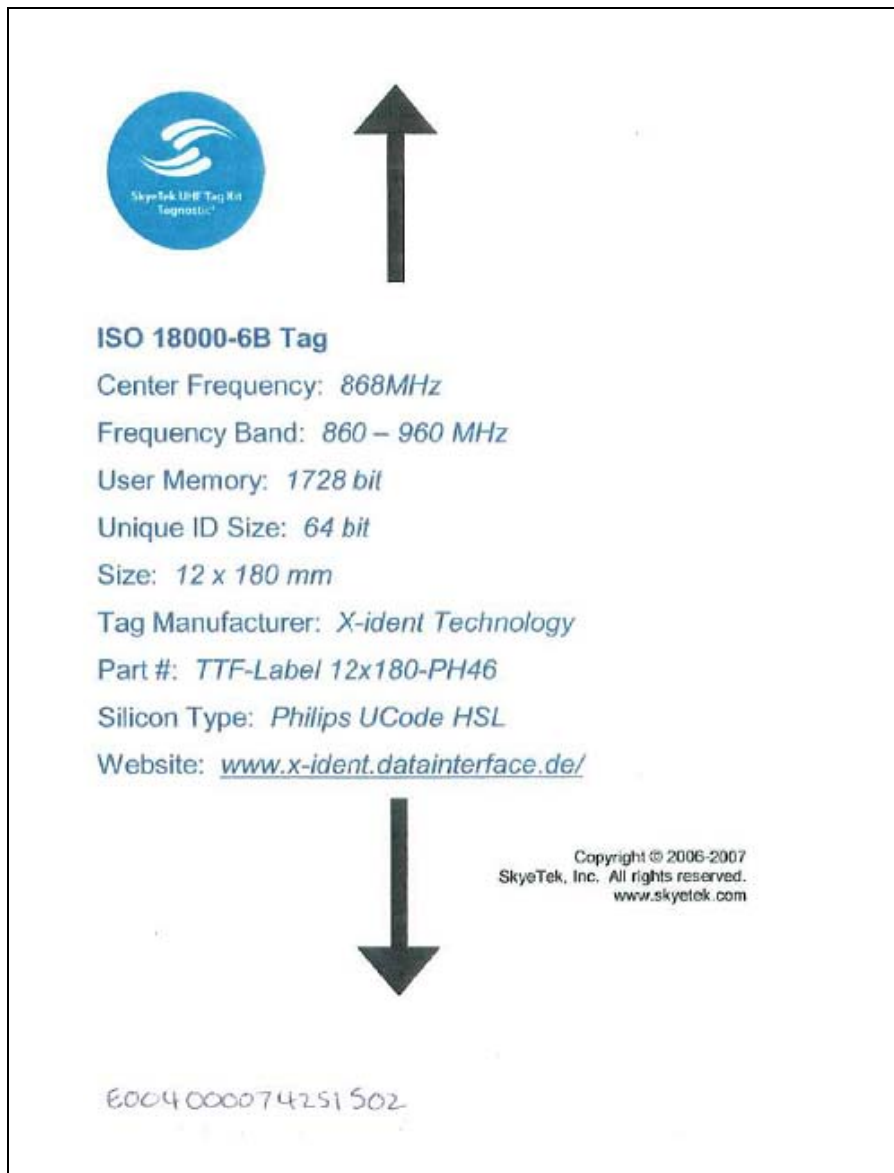 SkyeTek UHF Tag Kit
Tagnostic*
ISO 18000-6B Tag
Center Frequency: 868MHz
Frequency Band: 860 – 960 MHz
User Memory: 1728 bit
Unique ID Size: 64 bit
Size: 12 x 180 mm
Tag Manufacturer: X-ident Technology
Part #: TTF-Label 12x180-PH46
Silicon Type: Philips UCode HSL
Website: www.x-ident.datainterface.de/
Copyright © 2006-2007
SkyeTek, Inc. All rights reserved.
www.skyetek.com
E004000074251502